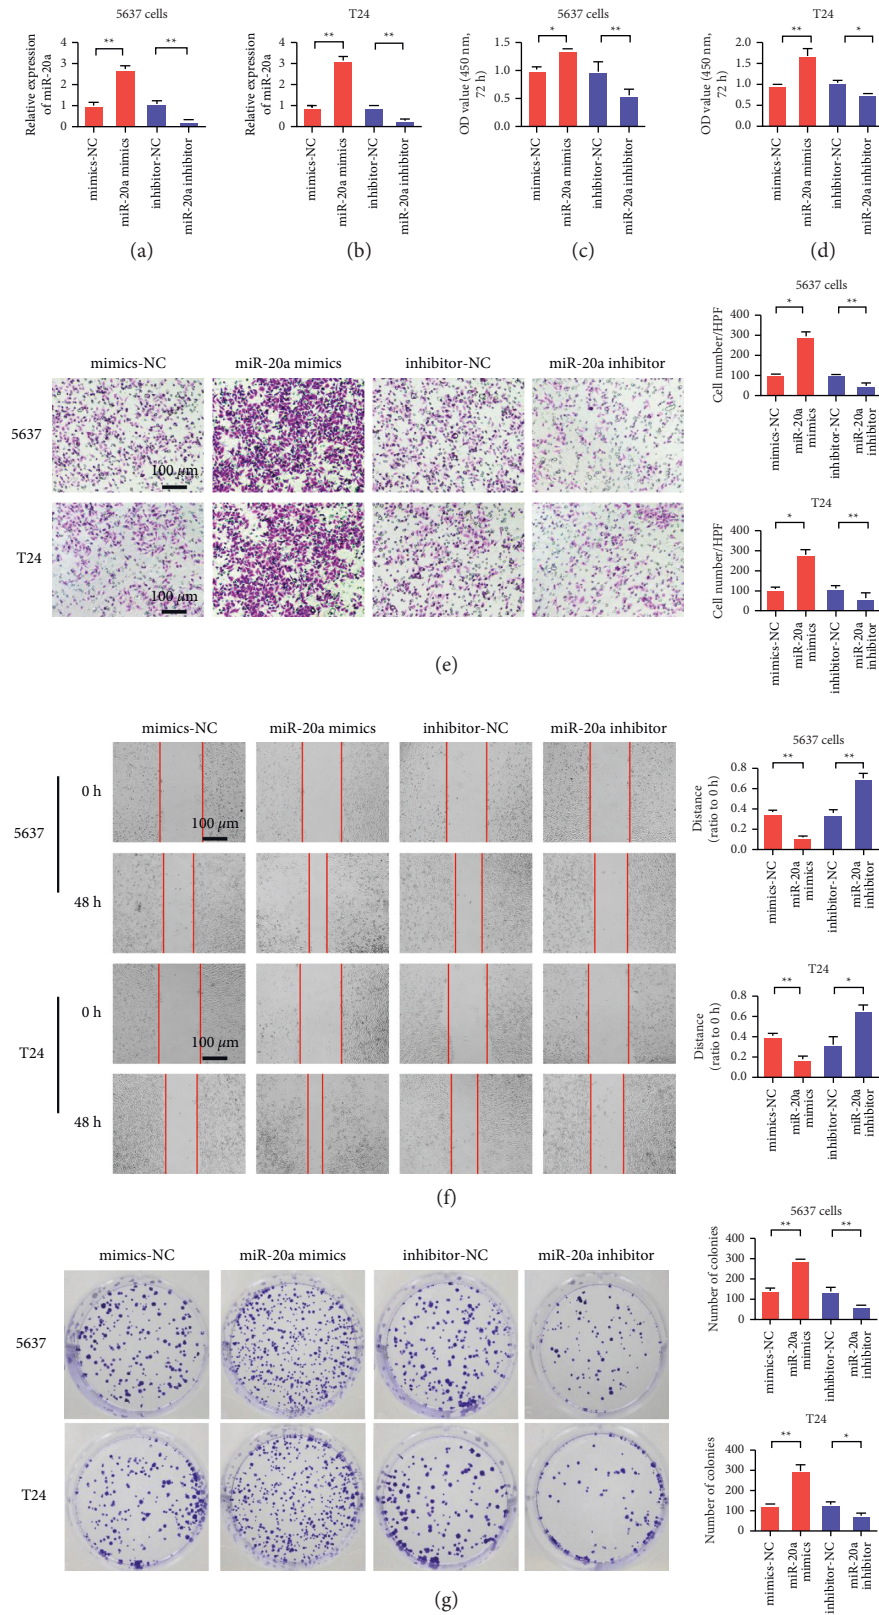 5637 cells
Relative expression
of miR-20a
4
3
2
1
0
**
**
mimics-NC
miR-20a mimics
inhibitor-NC
miR-20a inhibitor
(a)
T24
Relative expression
of miR-20a
4
3
2
1
0
**
**
mimics-NC
miR-20a mimics
inhibitor-NC
miR-20a inhibitor
(b)
5637 cells
OD value (450 nm,
72 h)
1.5
1.0
0.5
0.0
*
**
mimics-NC
miR-20a mimics
inhibitor-NC
miR-20a inhibitor
(c)
T24
OD value (450 nm,
72 h)
2.0
1.5
1.0
0.5
0.0
**
*
mimics-NC
miR-20a mimics
inhibitor-NC
miR-20a inhibitor
(d)
mimics-NC
miR-20a mimics
inhibitor-NC
miR-20a inhibitor
5637
100 μm
T24
100 μm
5637 cells
Cell number/HPF
400
300
200
100
0
*
**
mimics-NC
miR-20a
mimics
inhibitor-NC
miR-20a
inhibitor
T24
Cell number/HPF
400
300
200
100
0
*
**
mimics-NC
miR-20a
mimics
inhibitor-NC
miR-20a
inhibitor
(e)
mimics-NC
miR-20a mimics
inhibitor-NC
miR-20a inhibitor
5637
0 h
100 μm
48 h
T24
0 h
100 μm
48 h
5637 cells
Distance
(ratio to 0 h)
0.8
0.6
0.4
0.2
0.0
**
**
mimics-NC
miR-20a
mimics
inhibitor-NC
miR-20a
inhibitor
T24
Distance
(ratio to 0 h)
0.8
0.6
0.4
0.2
0.0
**
*
mimics-NC
miR-20a
mimics
inhibitor-NC
miR-20a
inhibitor
(f)
mimics-NC
miR-20a mimics
inhibitor-NC
miR-20a inhibitor
5637
T24
5637 cells
Number of colonies
400
300
200
100
0
**
**
mimics-NC
miR-20a
mimics
inhibitor-NC
miR-20a
inhibitor
T24
Number of colonies
400
300
200
100
0
**
*
mimics-NC
miR-20a
mimics
inhibitor-NC
miR-20a
inhibitor
(g)